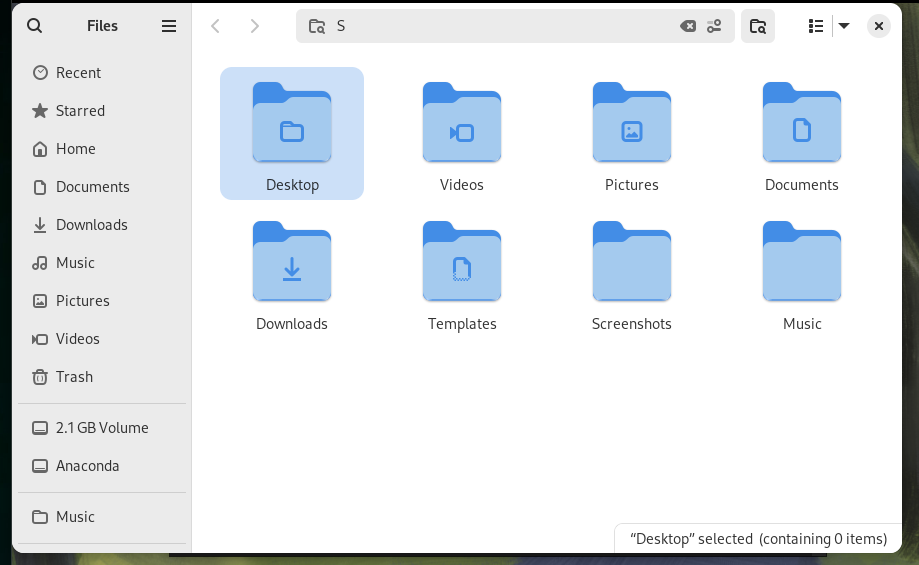 Files
S
Recent
Starred
Home
Documents
Downloads
Music
Pictures
Videos
Trash
2.1 GB Volume
Anaconda
Music
Desktop
Videos
Pictures
Documents
Downloads
Templates
Screenshots
Music
“Desktop” selected (containing 0 items)